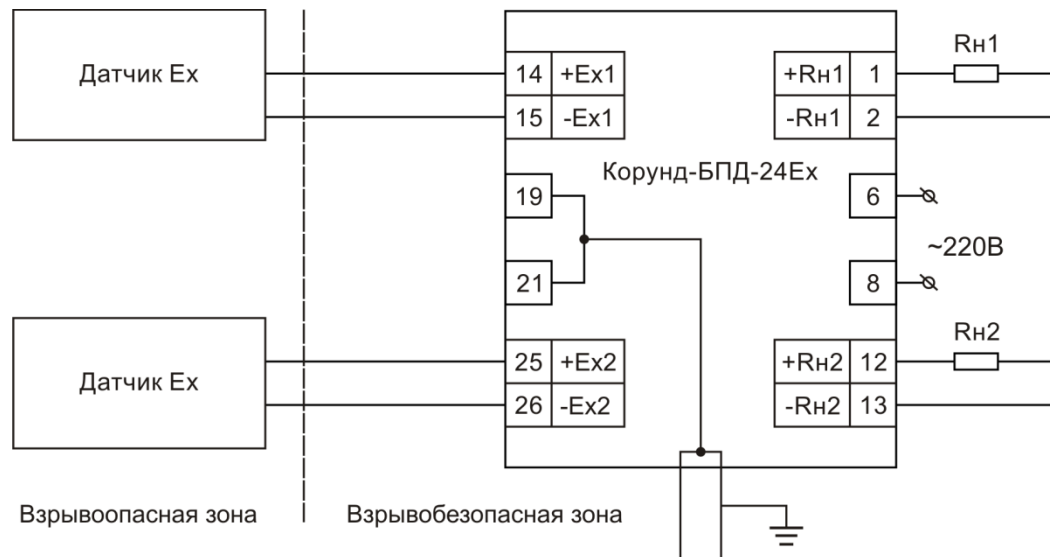 Датчик Ex
14 +Ex1
15 -Ex1
+Rн1 1
-Rн1 2
Rн1
Корунд-БПД-24Ex
19
21
6
8
~220В
Датчик Ex
25 +Ex2
26 -Ex2
+Rн2 12
-Rн2 13
Rн2
Взрывоопасная зона
Взрывобезопасная зона